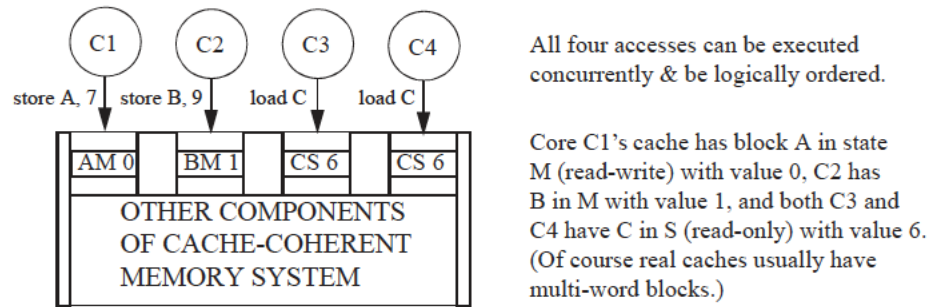 C1
C2
C3
C4
store A, 7
store B, 9
load C
load C
AM 0
BM 1
CS 6
CS 6
OTHER COMPONENTS
OF CACHE-COHERENT
MEMORY SYSTEM
All four accesses can be executed
concurrently & be logically ordered.
Core C1’s cache has block A in state
M (read-write) with value 0, C2 has
B in M with value 1, and both C3 and
C4 have C in S (read-only) with value 6.
(Of course real caches usually have
multi-word blocks.)